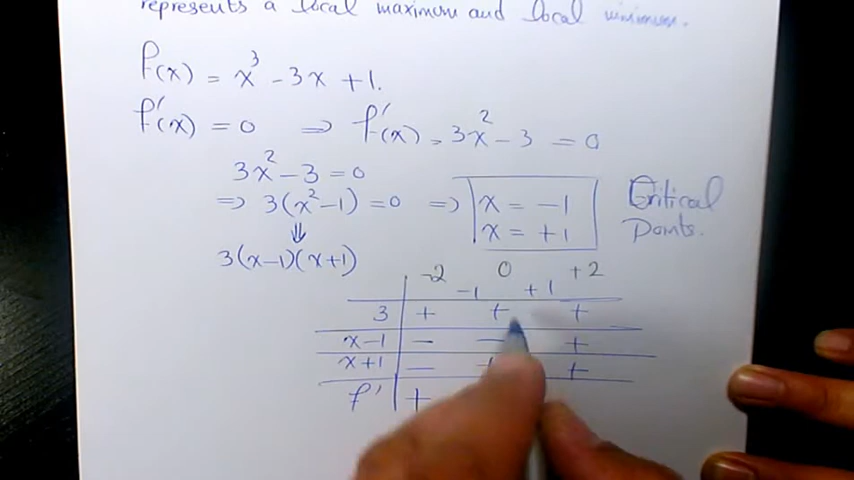 represents a local maximum and local minimum.
f(x) = x³ - 3x + 1.
f'(x) = 0 ⇒ f'(x) = 3x² - 3 = 0
3x² - 3 = 0
⇒ 3(x² - 1) = 0 ⇒ x = -1
x = +1
Critical
Points.
⇓
3(x-1)(x+1)
-2 0 +2
-1 +1
3 + + +
x-1 - - +
x+1 - + +
f' +